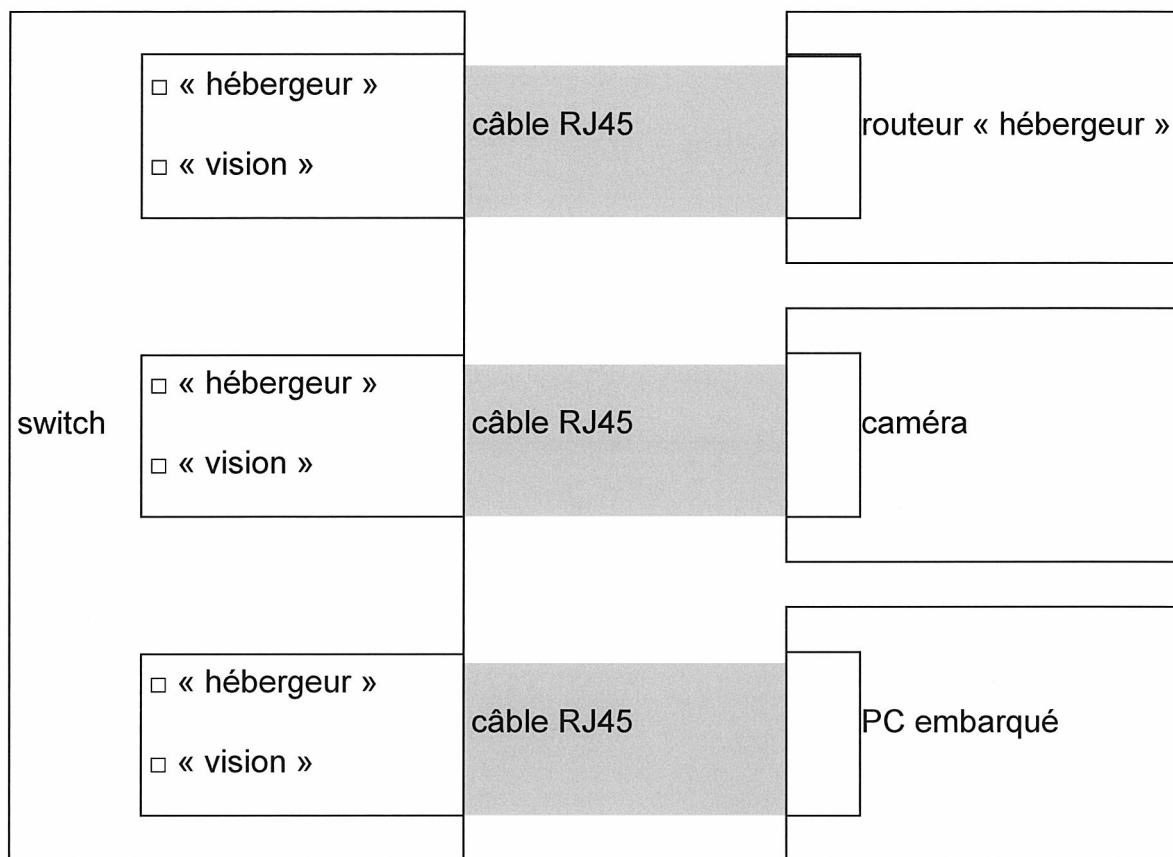 □ « hébergeur »
câble RJ45
routeur « hébergeur »
□ « vision »
□ « hébergeur »
switch
câble RJ45
caméra
□ « vision »
□ « hébergeur »
câble RJ45
PC embarqué
□ « vision »